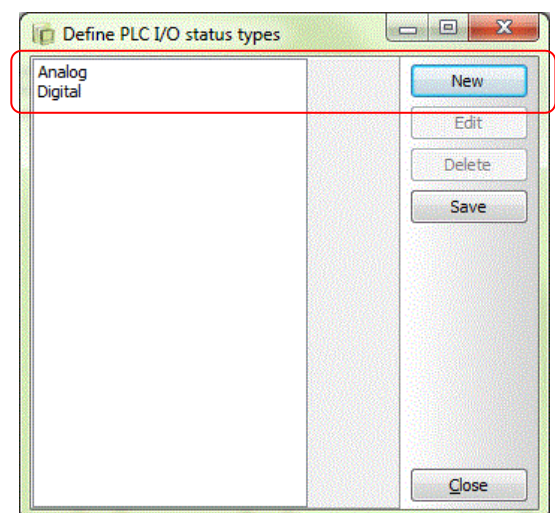 Define PLC I/O status types
Analog
Digital
New
Edit
Delete
Save
Close